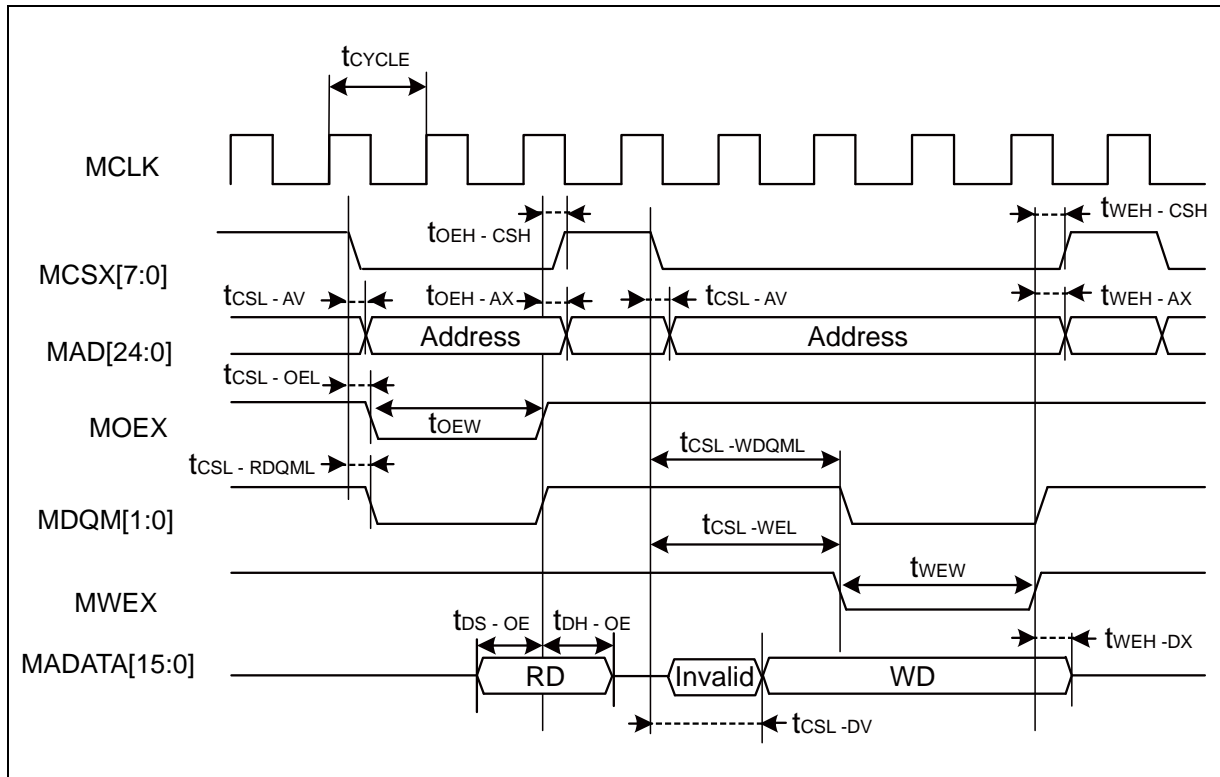 tCYCLE
MCLK
tOEH - CSH
tWEH - CSH
MCSX[7:0]
tCSL - AV
tOEH - AX
tCSL - AV
tWEH - AX
MAD[24:0]
Address
Address
tCSL - OEL
MOEX
tOEW
tCSL -WDQML
tCSL - RDQML
MDQM[1:0]
tCSL -WEL
tWEW
MWEX
tDS - OE
tDH - OE
tWEH -DX
MADATA[15:0]
RD
Invalid
WD
tCSL -DV